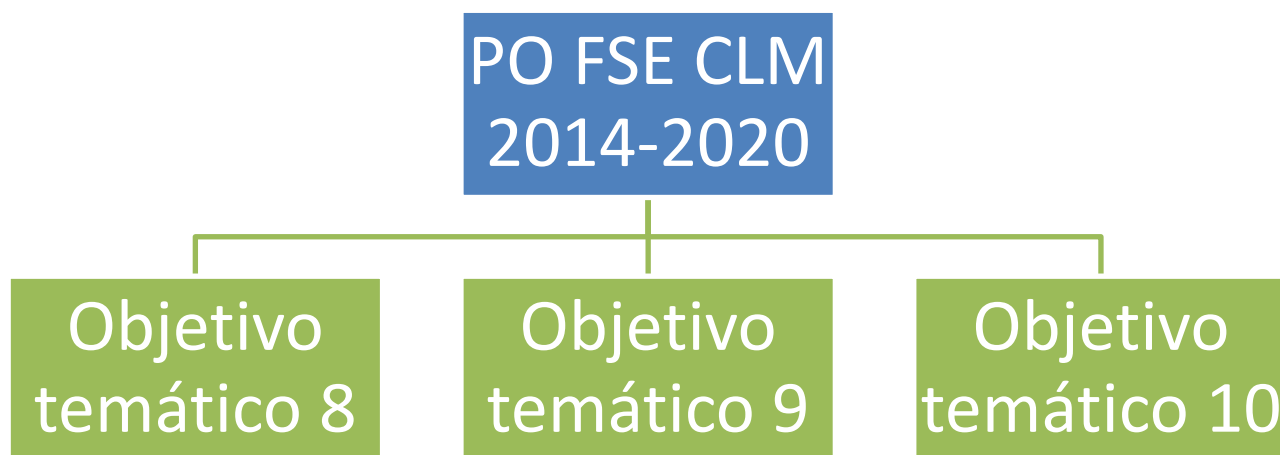 PO FSE CLM
2014-2020
Objetivo
temático 8
Objetivo
temático 9
Objetivo
temático 10